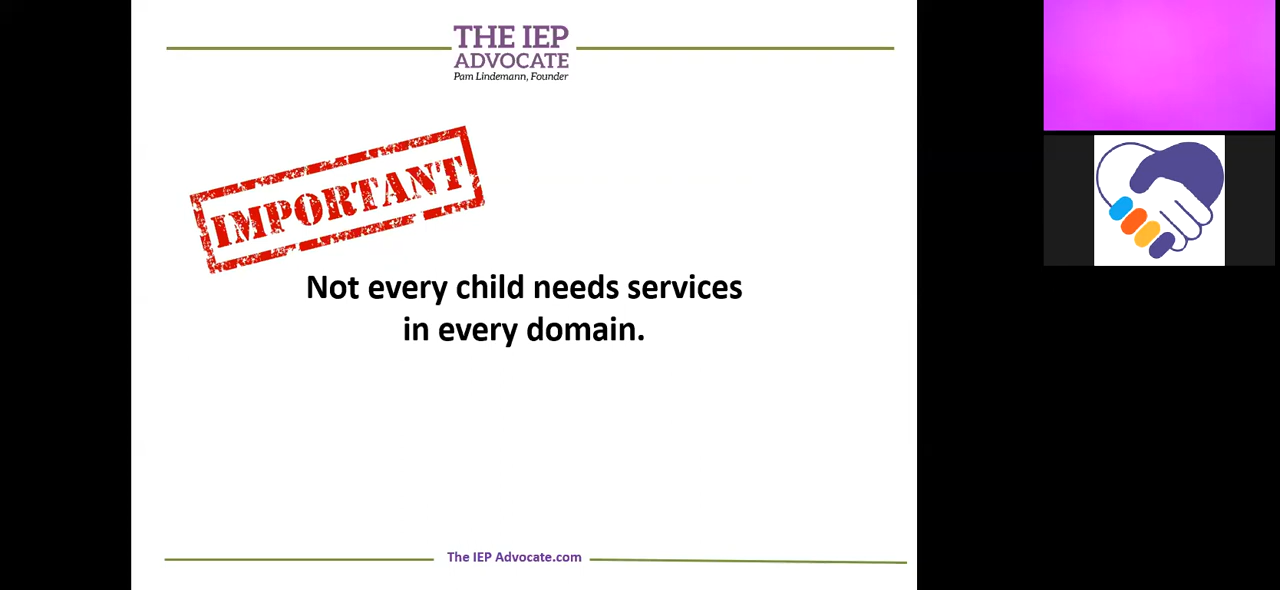 THE IEP
ADVOCATE
Pam Lindemann, Founder
IMPORTANT
Not every child needs services
in every domain.
The IEP Advocate.com